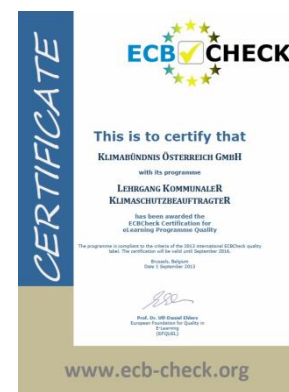 CERTIFICATE
ECB CHECK
This is to certify that
KLIMABÜNDNIS ÖSTERREICH GMBH
with its programme
LEHRGANG KOMMUNALER
KLIMASCHUTZBEAUFTRAGTER
has been awarded the
ECBCheck Certification for
eLearning Programme Quality
The programme is compliant to the criteria of the 2012 international ECBCheck quality
label. The certification will be valid until September 2016.
Brussels, Belgium
Date 1 September 2013
Prof. Dr. Ulf-Daniel Ehlers
European Foundation for Quality in
E-Learning
(EFQUEL)
www.ecb-check.org